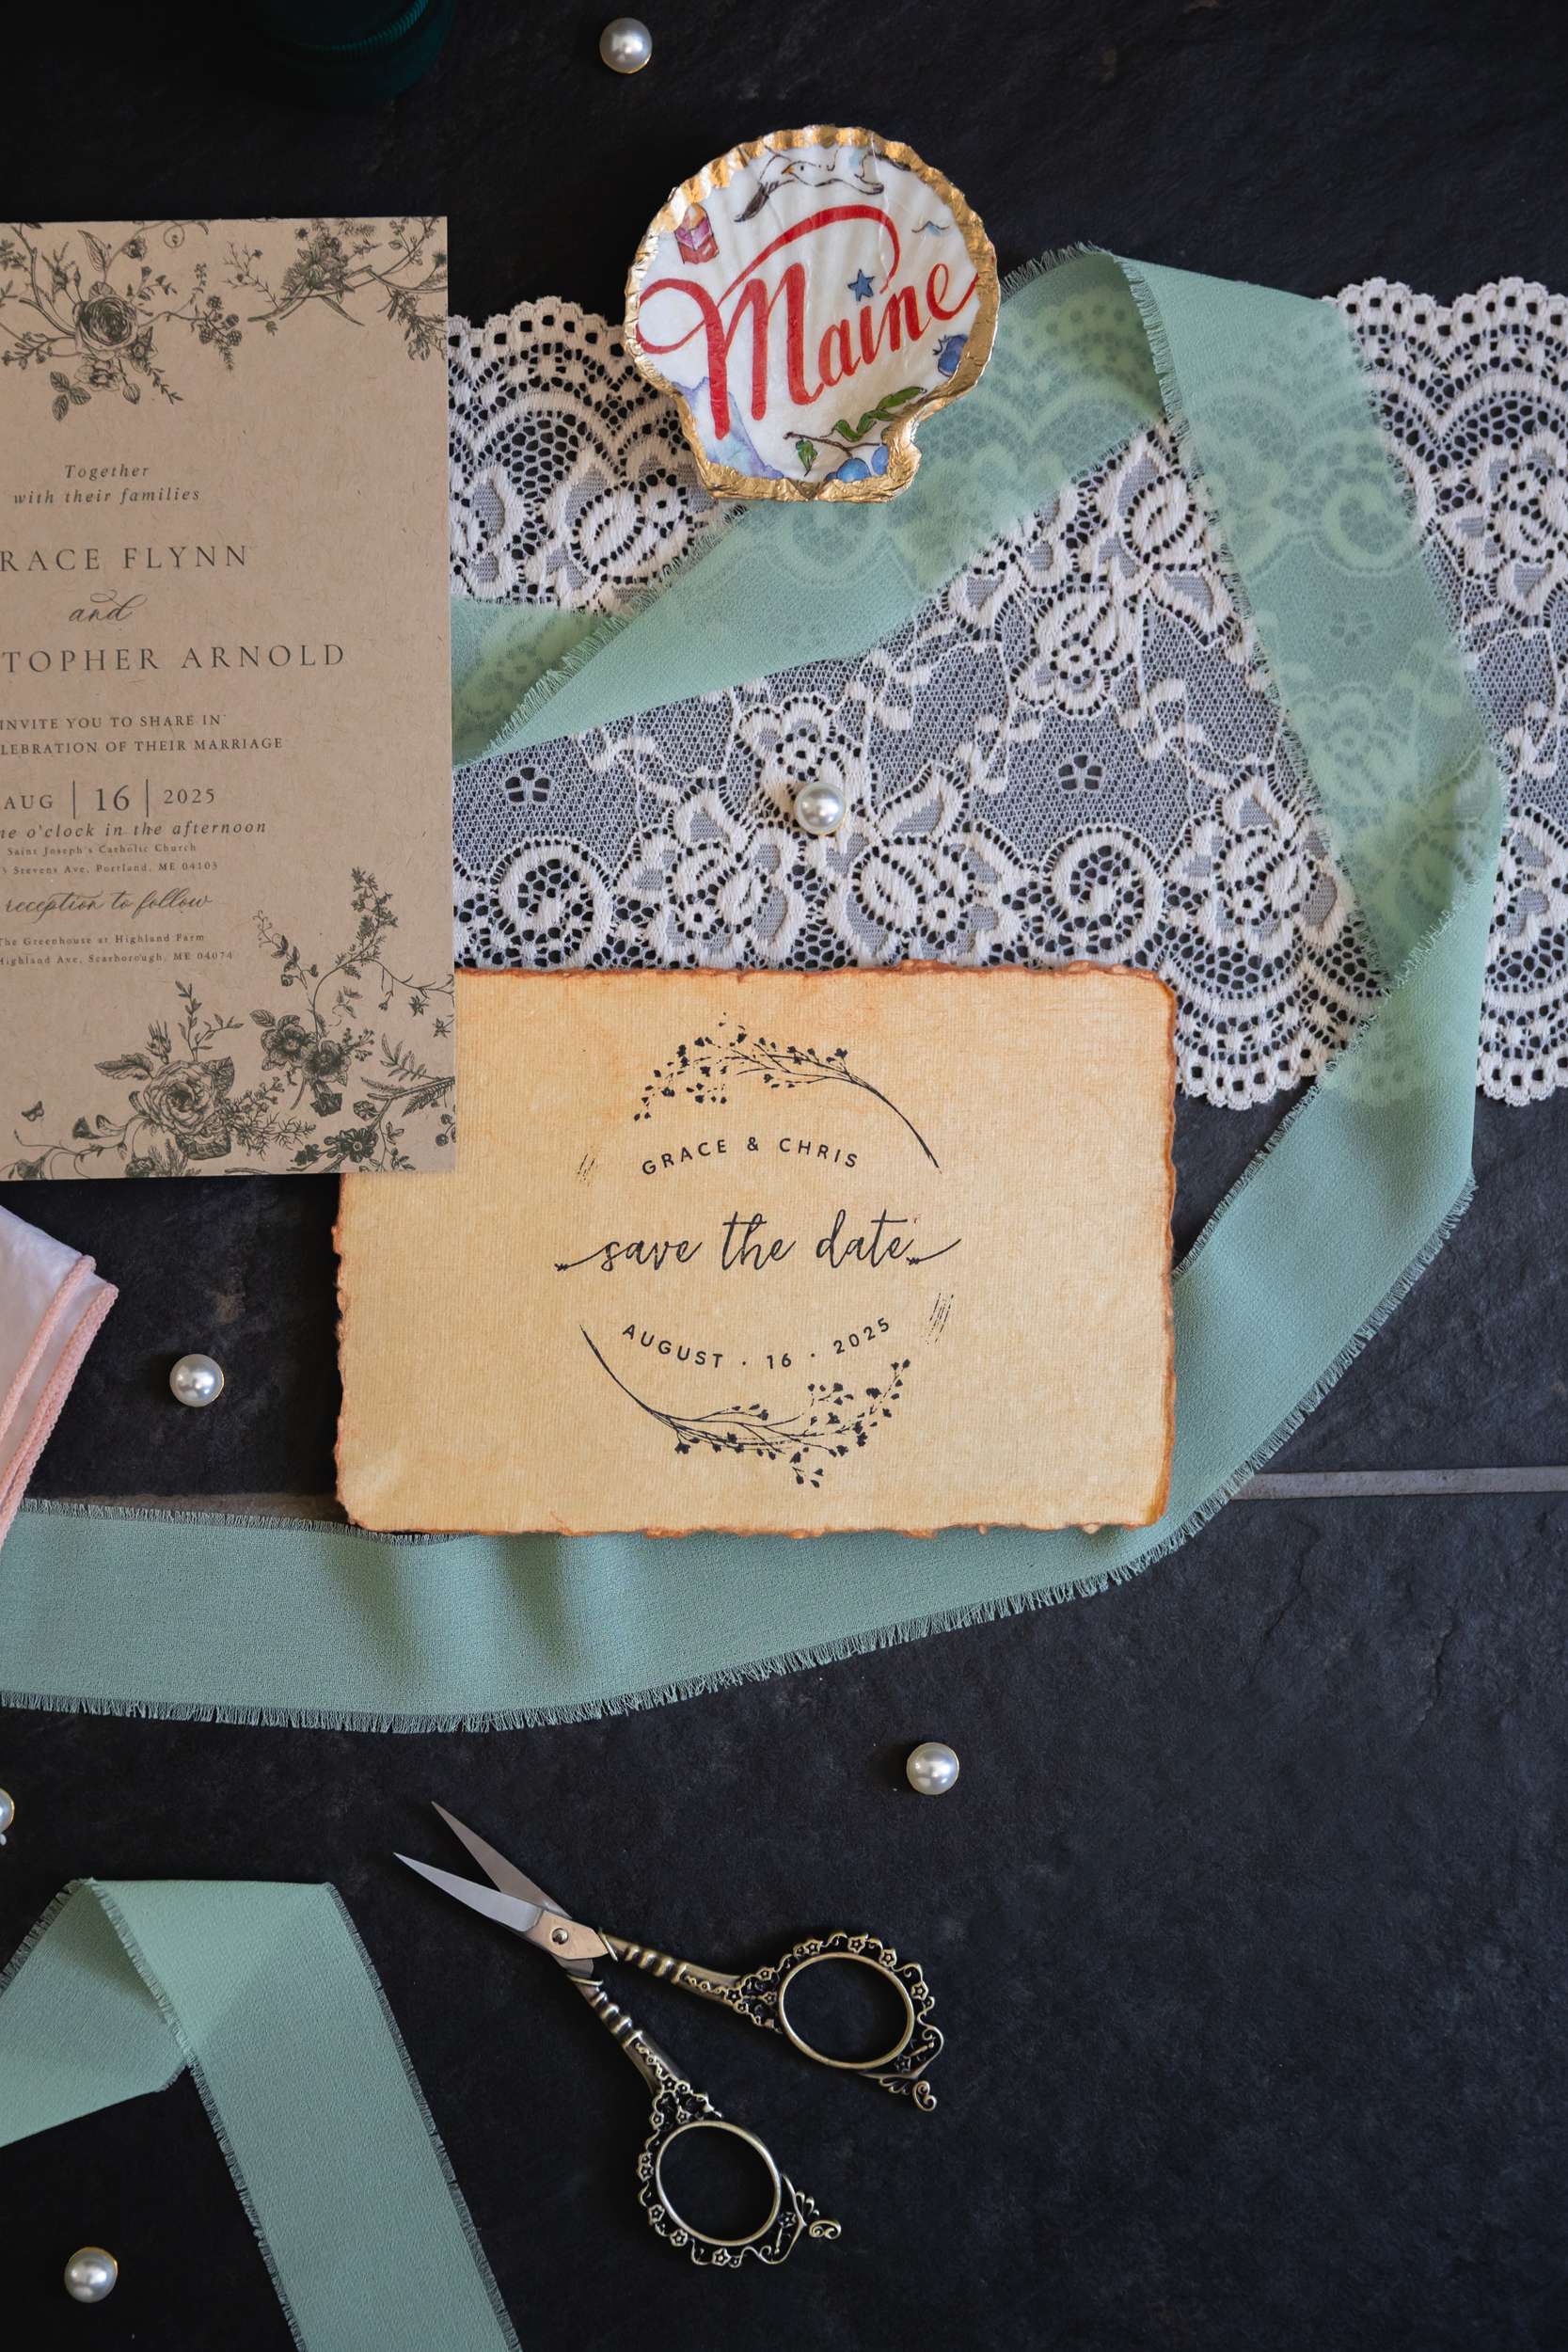 Maine
Together
with their families
RACE FLYNN
and
TOPHER ARNOLD
INVITE YOU TO SHARE IN
LEBRATION OF THEIR MARRIAGE
AUG | 16 | 2025
ne o'clock in the afternoon
Saint Joseph's Catholic Church
Stevens Ave, Portland, ME 04103
reception to follow
The Greenhouse at Highland Farm
Highland Ave, Scarborough, ME 04074
GRACE & CHRIS
save the date
AUGUST · 16 · 2025